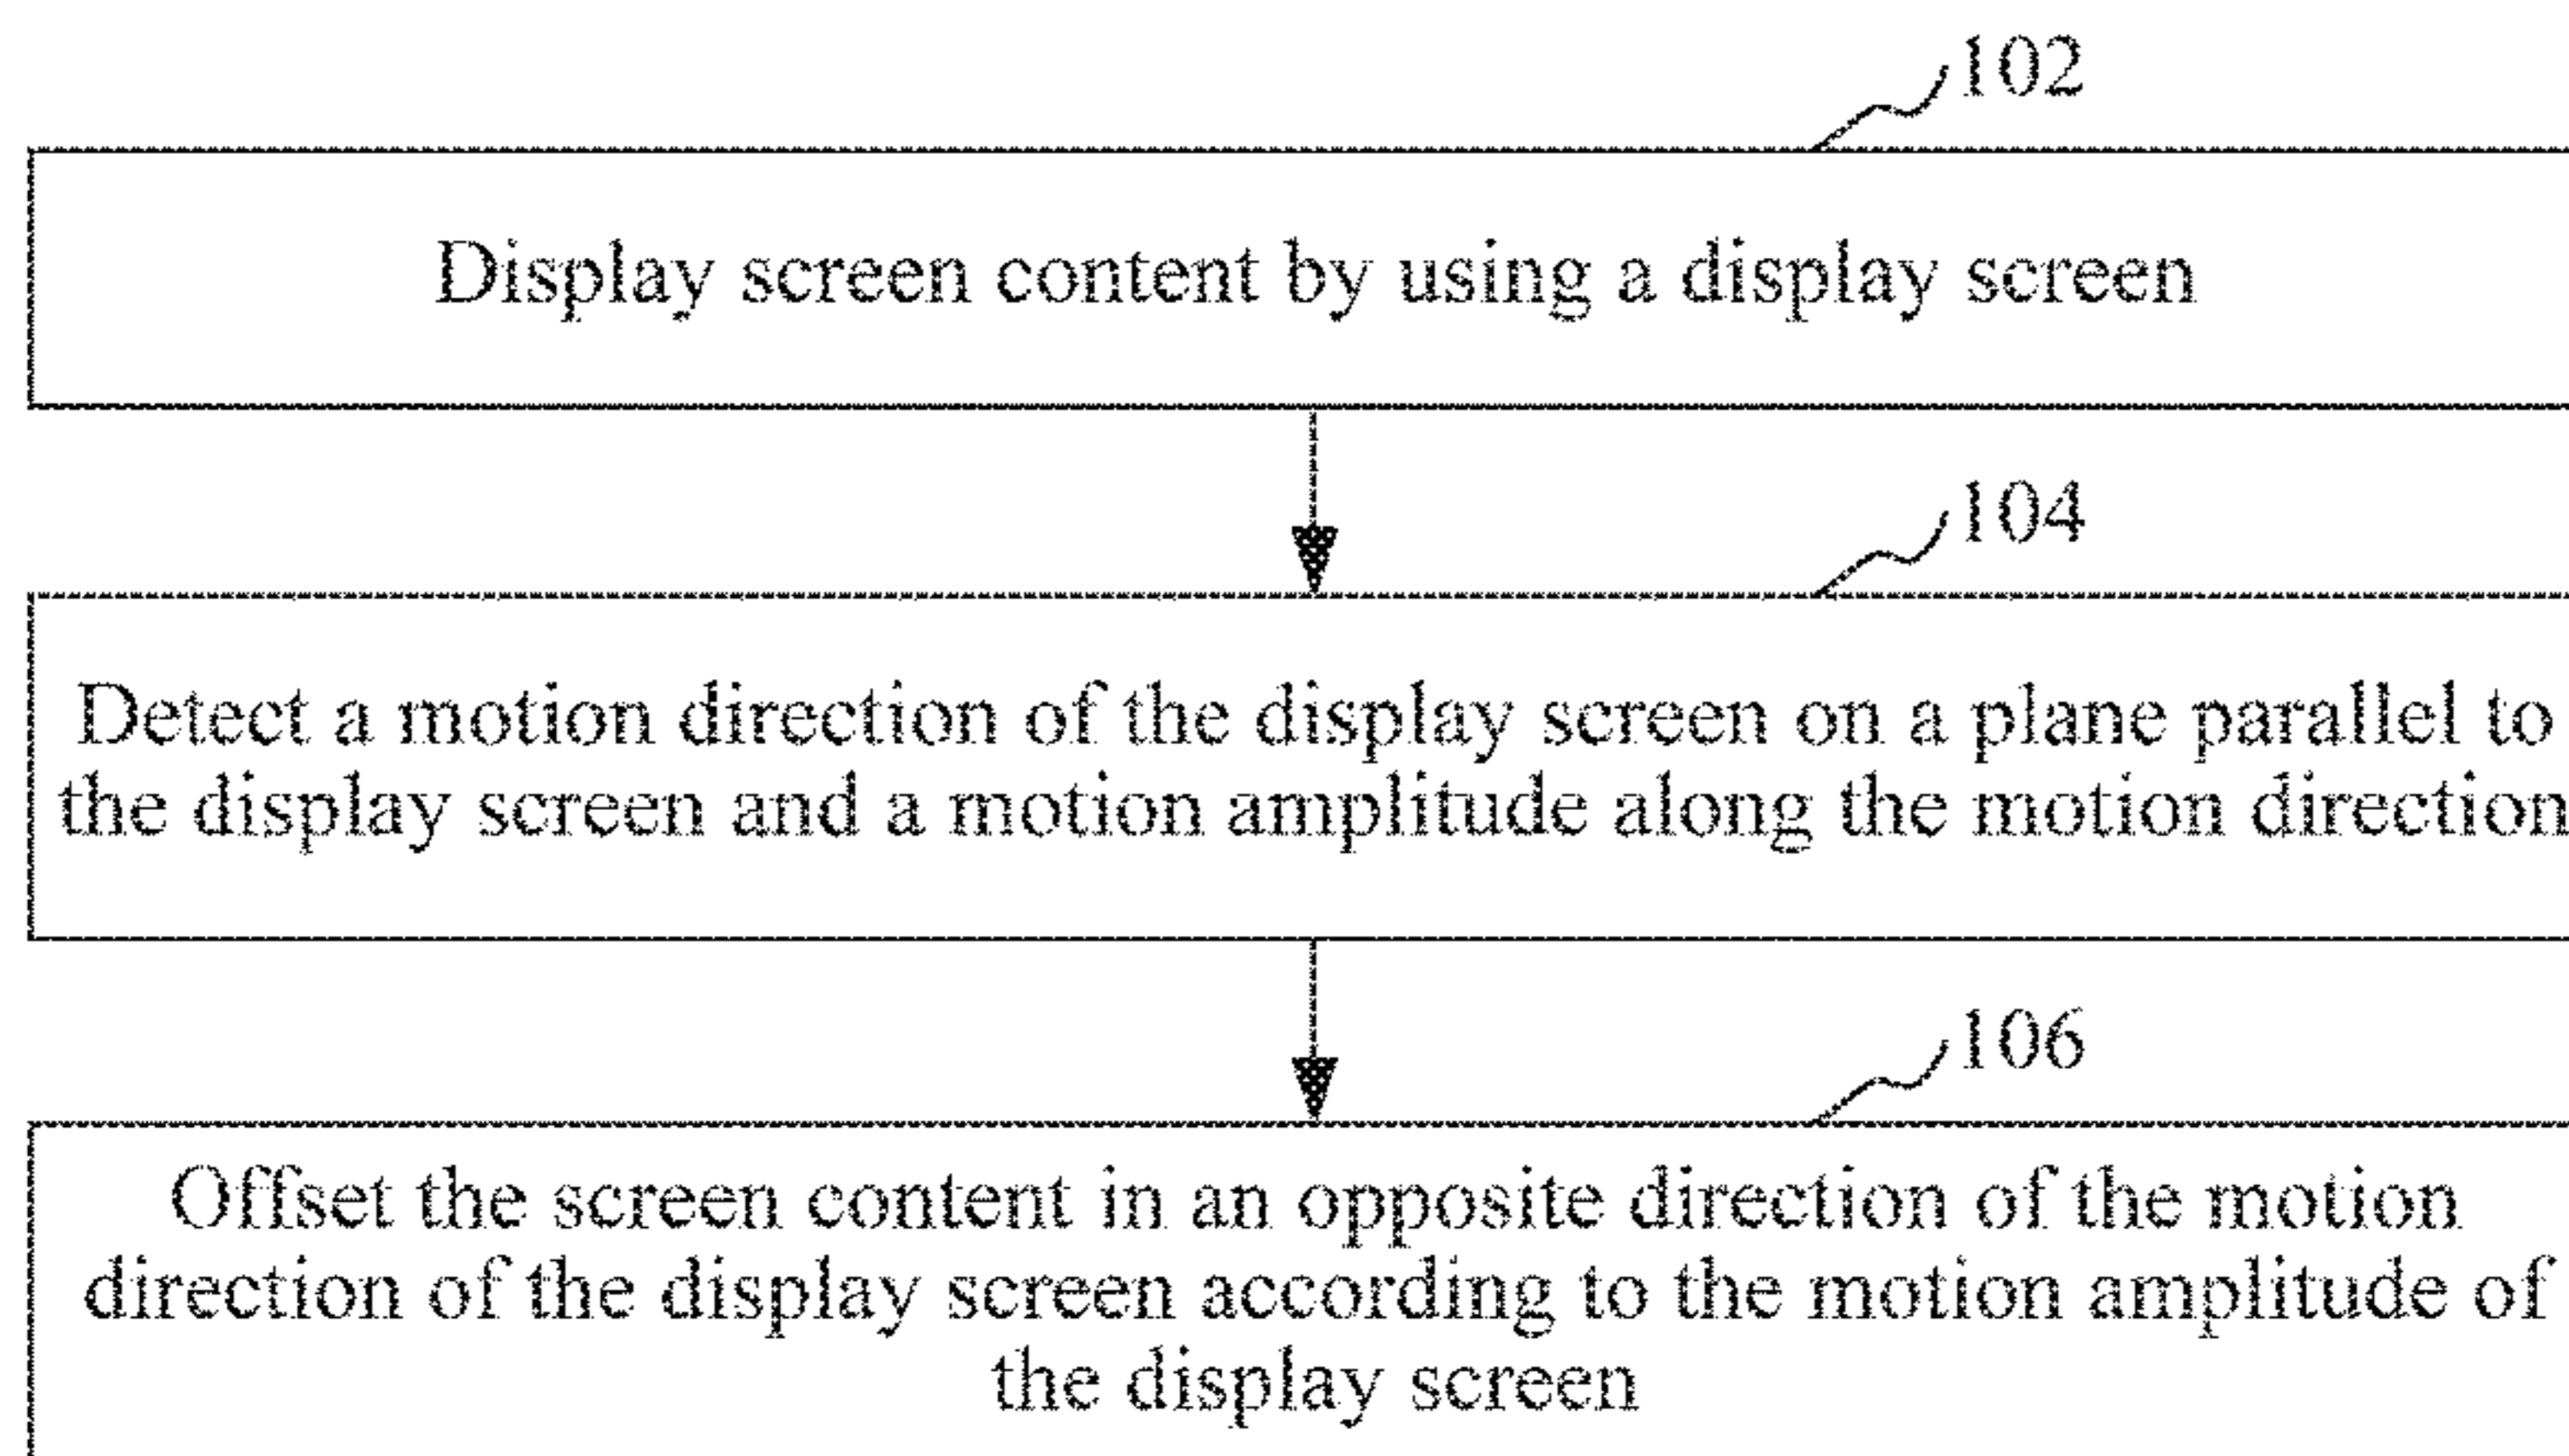 102
Display screen content by using a display screen
104
Detect a motion direction of the display screen on a plane parallel to
the display screen and a motion amplitude along the motion direction
106
Offset the screen content in an opposite direction of the motion
direction of the display screen according to the motion amplitude of
the display screen